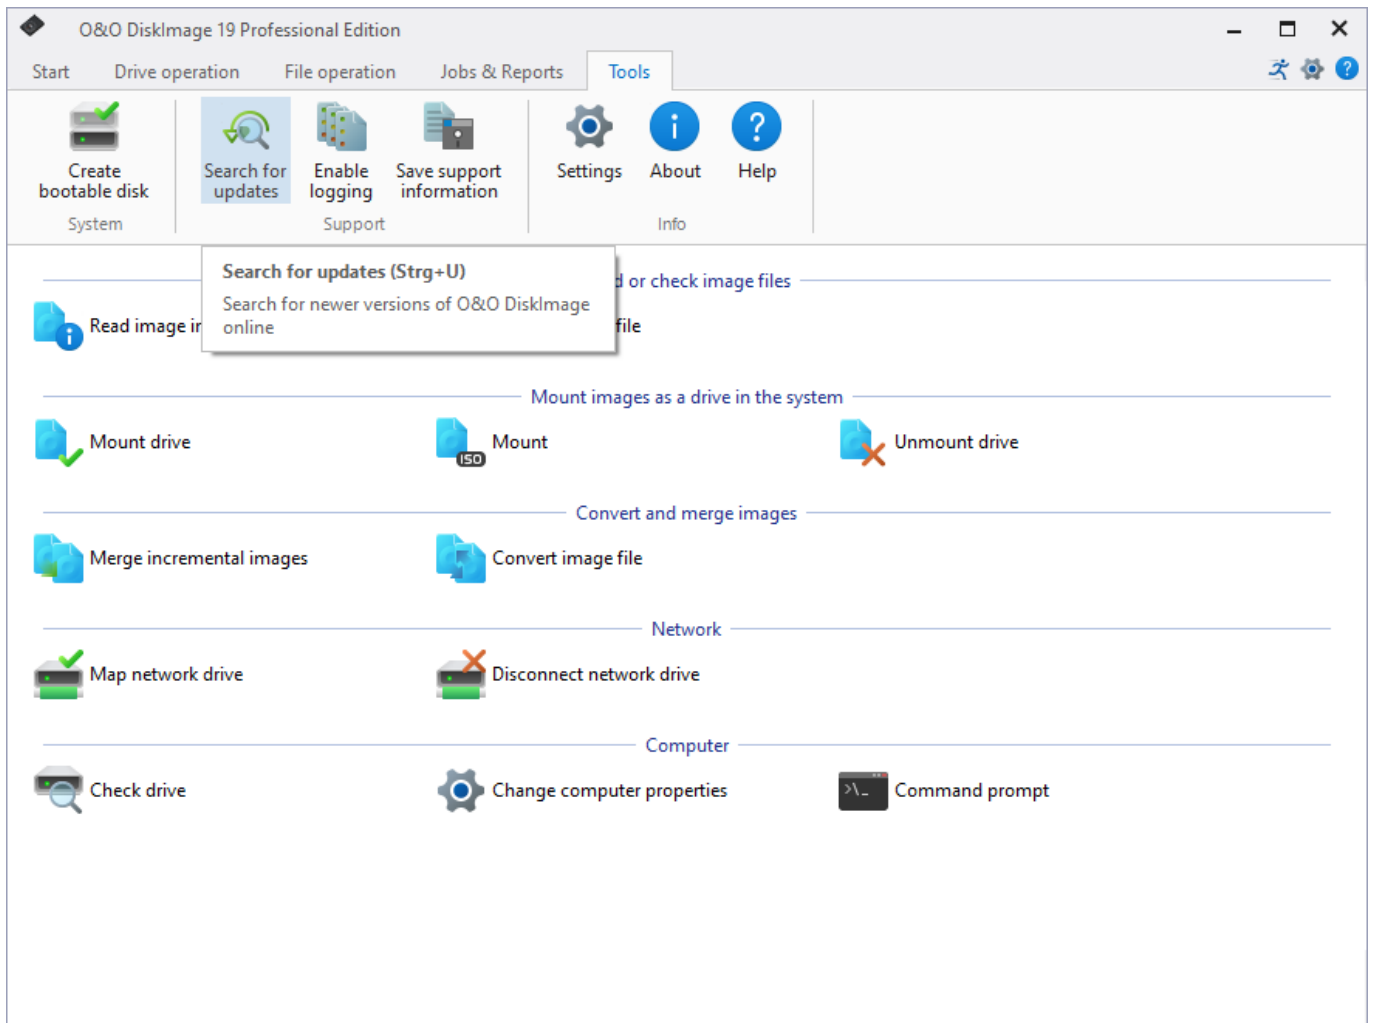 O&O DiskImage 19 Professional Edition
Start Drive operation File operation Jobs & Reports Tools
Create bootable disk
Search for updates
Enable logging
Save support information
Settings
About
Help
System
Support
Info
Search for updates (Strg+U)
Search for newer versions of O&O DiskImage
online
or check image files
Read image
file
Mount images as a drive in the system
Mount drive
ISO
Mount
Unmount drive
Convert and merge images
Merge incremental images
Convert image file
Network
Map network drive
Disconnect network drive
Computer
Check drive
Change computer properties
Command prompt